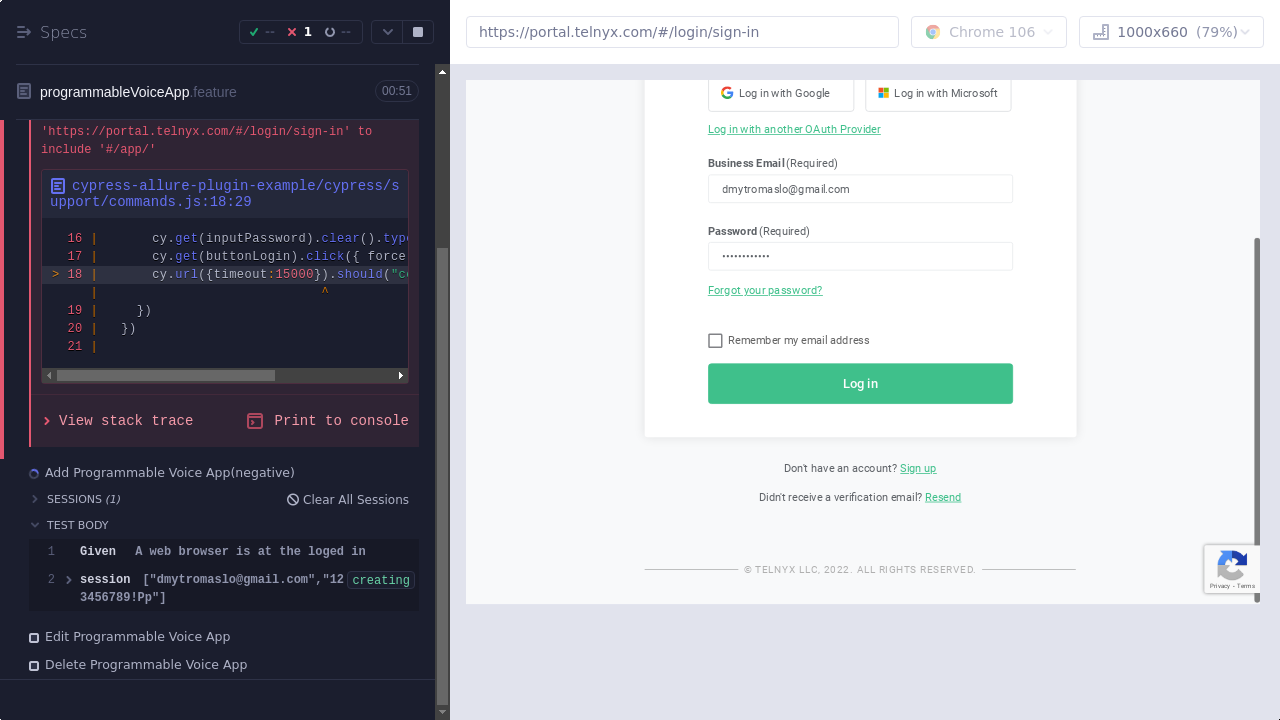 Specs
-- 1 --
programmableVoiceApp.feature
00:51
'https://portal.telnyx.com/#/login/sign-in' to
include '#/app/'
cypress-allure-plugin-example/cypress/s
upport/commands.js:18:29
16 | cy.get(inputPassword).clear().type
17 | cy.get(buttonLogin).click({ force
> 18 | cy.url({timeout:15000}).should("co
| ^
19 | })
20 | })
21 |
View stack trace
Print to console
Add Programmable Voice App(negative)
SESSIONS (1)
Clear All Sessions
TEST BODY
1 Given A web browser is at the loged in
2 session ["dmytromaslo@gmail.com","12
3456789!Pp"]
creating
Edit Programmable Voice App
Delete Programmable Voice App
https://portal.telnyx.com/#/login/sign-in
Chrome 106
1000x660 (79%)
Log in with Google
Log in with Microsoft
Log in with another OAuth Provider
Business Email (Required)
dmytromaslo@gmail.com
Password (Required)
••••••••••••
Forgot your password?
Remember my email address
Log in
Don't have an account? Sign up
Didn't receive a verification email? Resend
© TELNYX LLC, 2022. ALL RIGHTS RESERVED.
Privacy - Terms